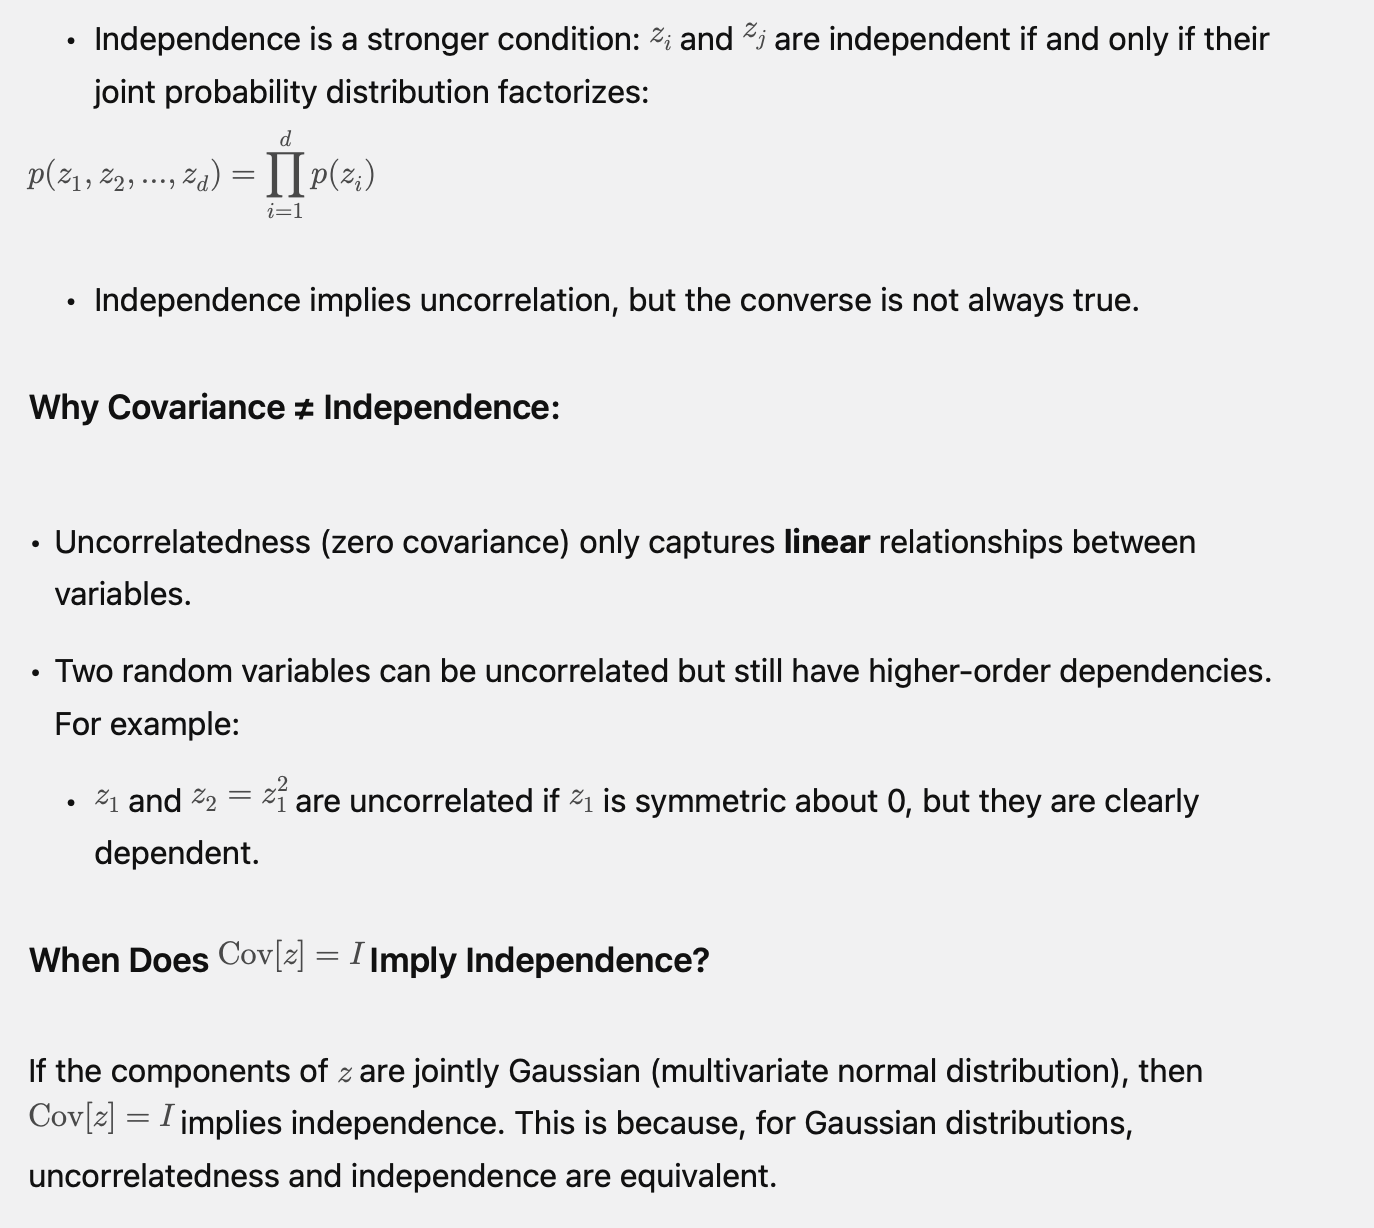 • Independence is a stronger condition: z_i and z_j are independent if and only if their
joint probability distribution factorizes:
p(z_1, z_2, ..., z_d) = ∏_{i=1}^{d} p(z_i)
• Independence implies uncorrelation, but the converse is not always true.
Why Covariance ≠ Independence:
• Uncorrelatedness (zero covariance) only captures linear relationships between
variables.
• Two random variables can be uncorrelated but still have higher-order dependencies.
For example:
• z_1 and z_2 = z_1^2 are uncorrelated if z_1 is symmetric about 0, but they are clearly
dependent.
When Does Cov[z] = I Imply Independence?
If the components of z are jointly Gaussian (multivariate normal distribution), then
Cov[z] = I implies independence. This is because, for Gaussian distributions,
uncorrelatedness and independence are equivalent.